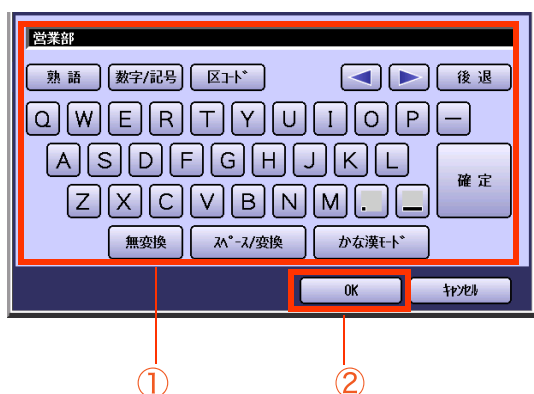 営業部
熟 語 数字/記号 区ｺｰﾄﾞ ◀ ▶ 後 退
Q W E R T Y U I O P ー
A S D F G H J K L 確 定
Z X C V B N M . _
無変換 ｽﾍﾟｰｽ/変換 かな漢ﾓｰﾄﾞ
OK ｷｬﾝｾﾙ
① ②